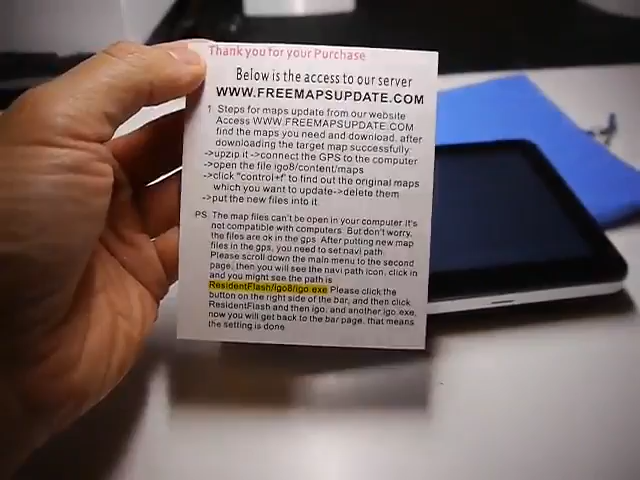 Thank you for your Purchase
Below is the access to our server
WWW.FREEMAPSUPDATE.COM
1 Steps for maps update from our website
Access WWW.FREEMAPSUPDATE.COM
find the maps you need and download, after
downloading the target map successfully:
->upzip it ->connect the GPS to the computer
->open the file igo8/content/maps
->click "control+f" to find out the original maps
which you want to update->delete them
->put the new files into it
PS The map files can't be open in your computer it's
not compatible with computers. But don't worry,
the files are ok in the gps. After putting new map
files in gps, you need to set navi path
Please scroll down the main menu to the second
page, then you will see the navi path icon, click in
and you might see the path is
ResidentFlash/igo8/igo.exe Please click the
button on the right side of the bar, and then click
ResidentFlash and then igo, and another igo.exe,
now you will get back to the bar page, that means
the setting is done